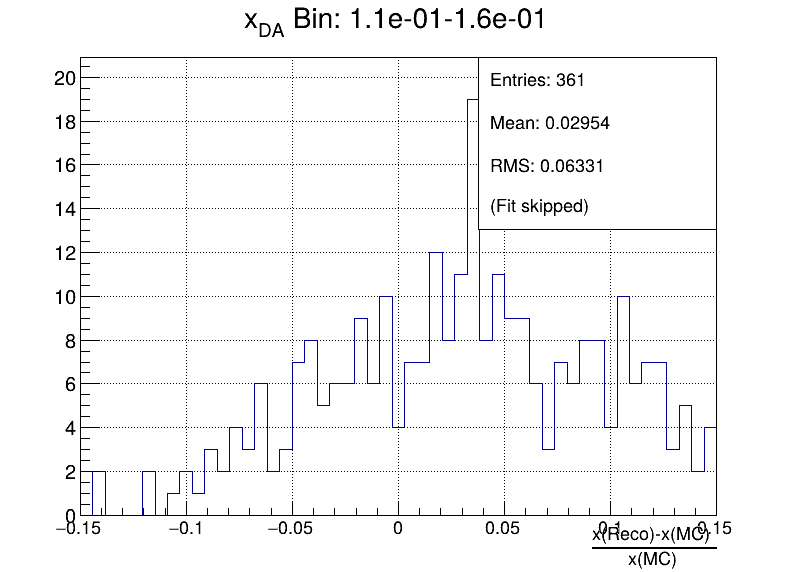 x_DA Bin: 1.1e-01-1.6e-01
Entries: 361
Mean: 0.02954
RMS: 0.06331
(Fit skipped)
20
18
16
14
12
10
8
6
4
2
0
−0.15 −0.1 −0.05 0 0.05 0.1 0.15
x(Reco)-x(MC)
x(MC)